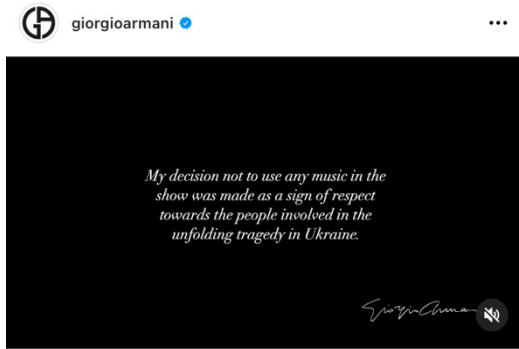 giorgioarmani
My decision not to use any music in the
show was made as a sign of respect
towards the people involved in the
unfolding tragedy in Ukraine.